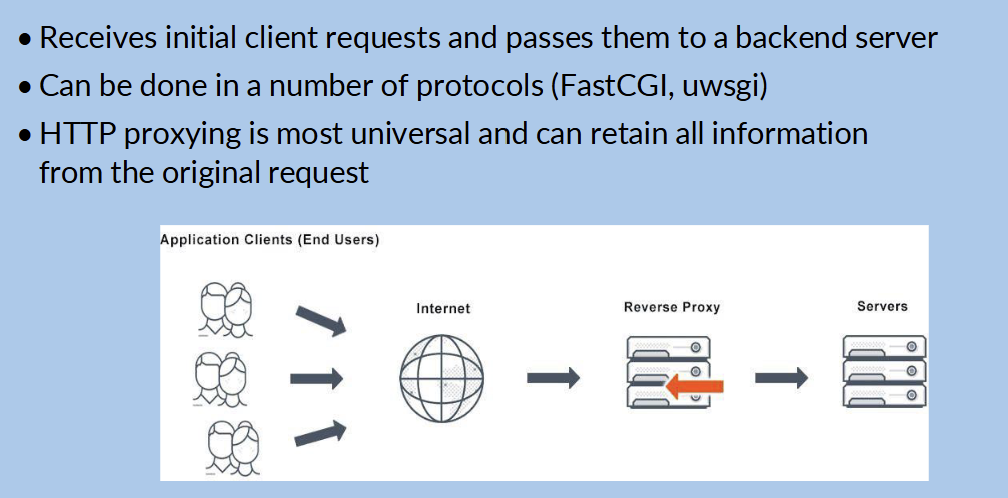 • Receives initial client requests and passes them to a backend server
• Can be done in a number of protocols (FastCGI, uwsgi)
• HTTP proxying is most universal and can retain all information
from the original request
Application Clients (End Users)
Internet
Reverse Proxy
Servers